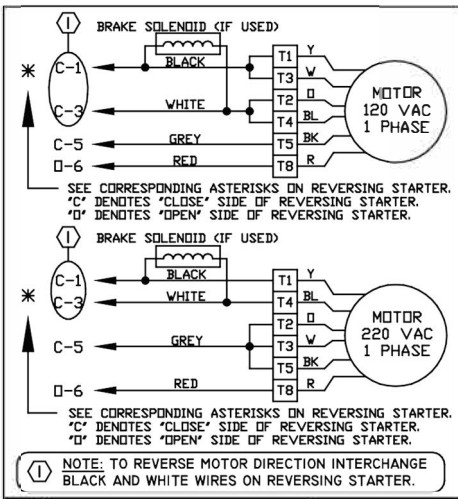 1 BRAKE SOLENOID (IF USED)
* C-1 BLACK T1 Y
T3 W
C-3 WHITE T2 O
T4 BL
C-5 GREY T5 BK
O-6 RED T8 R
MOTOR
120 VAC
1 PHASE
SEE CORRESPONDING ASTERISKS ON REVERSING STARTER.
"C" DENOTES "CLOSE" SIDE OF REVERSING STARTER.
"O" DENOTES "OPEN" SIDE OF REVERSING STARTER.
1 BRAKE SOLENOID (IF USED)
C-1 BLACK T1 Y
* C-3 WHITE T4 BL
T2 O
C-5 GREY T3 W
T5 BK
O-6 RED T8 R
MOTOR
220 VAC
1 PHASE
SEE CORRESPONDING ASTERISKS ON REVERSING STARTER.
"C" DENOTES "CLOSE" SIDE OF REVERSING STARTER.
"O" DENOTES "OPEN" SIDE OF REVERSING STARTER.
1 NOTE: TO REVERSE MOTOR DIRECTION INTERCHANGE
BLACK AND WHITE WIRES ON REVERSING STARTER.